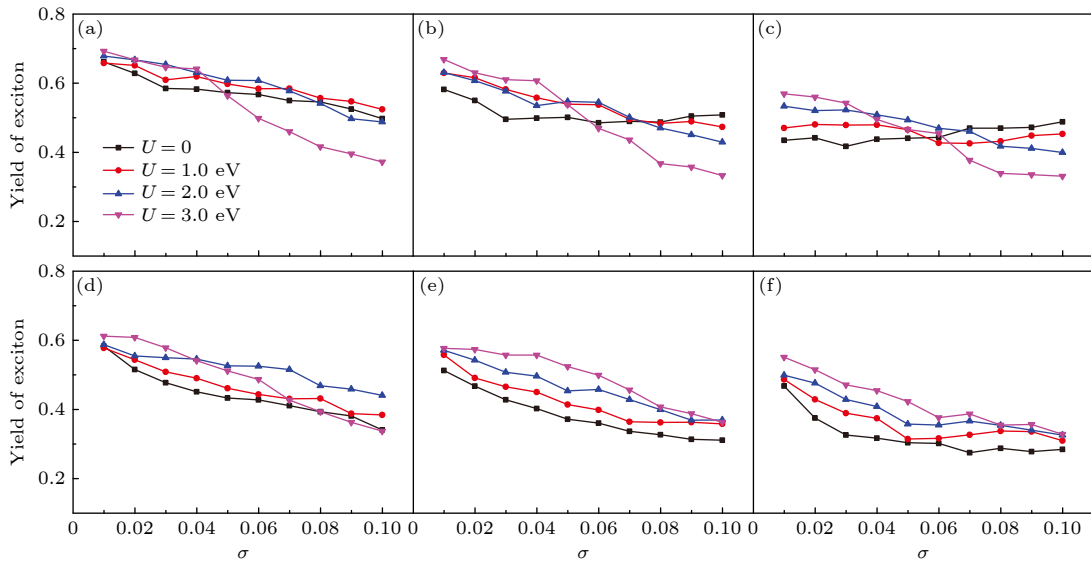 0.8
(a)
(b)
(c)
0.6
Yield of exciton
0.4
U = 0
U = 1.0 eV
U = 2.0 eV
0.2
U = 3.0 eV
0.8
(d)
(e)
(f)
0.6
Yield of exciton
0.4
0.2
0 0.02 0.04 0.06 0.08 0.10 0 0.02 0.04 0.06 0.08 0.10 0 0.02 0.04 0.06 0.08 0.10
σ σ σ